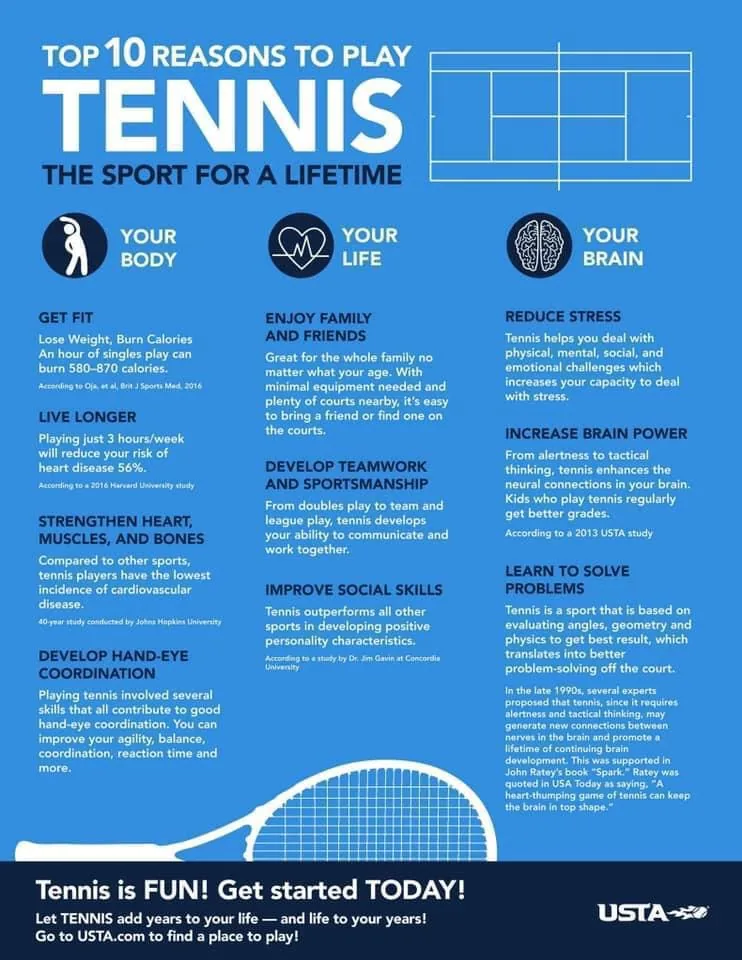 TOP 10 REASONS TO PLAY
TENNIS
THE SPORT FOR A LIFETIME
YOUR
BODY
GET FIT
Lose Weight, Burn Calories
An hour of singles play can
burn 580–870 calories.
According to Oja, et al, Brit J Sports Med, 2016
LIVE LONGER
Playing just 3 hours/week
will reduce your risk of
heart disease 56%.
According to a 2016 Harvard University study
STRENGTHEN HEART,
MUSCLES, AND BONES
Compared to other sports,
tennis players have the lowest
incidence of cardiovascular
disease.
40-year study conducted by Johns Hopkins University
DEVELOP HAND-EYE
COORDINATION
Playing tennis involved several
skills that all contribute to good
hand-eye coordination. You can
improve your agility, balance,
coordination, reaction time and
more.
YOUR
LIFE
ENJOY FAMILY
AND FRIENDS
Great for the whole family no
matter what your age. With
minimal equipment needed and
plenty of courts nearby, it's easy
to bring a friend or find one on
the courts.
DEVELOP TEAMWORK
AND SPORTSMANSHIP
From doubles play to team and
league play, tennis develops
your ability to communicate and
work together.
IMPROVE SOCIAL SKILLS
Tennis outperforms all other
sports in developing positive
personality characteristics.
According to a study by Dr. Jim Gavin at Concordia
University
YOUR
BRAIN
REDUCE STRESS
Tennis helps you deal with
physical, mental, social, and
emotional challenges which
increases your capacity to deal
with stress.
INCREASE BRAIN POWER
From alertness to tactical
thinking, tennis enhances the
neural connections in your brain.
Kids who play tennis regularly
get better grades.
According to a 2013 USTA study
LEARN TO SOLVE
PROBLEMS
Tennis is a sport that is based on
evaluating angles, geometry and
physics to get best result, which
translates into better
problem-solving off the court.
In the late 1990s, several experts
proposed that tennis, since it requires
alertness and tactical thinking, may
generate new connections between
nerves in the brain and promote a
lifetime of continuing brain
development. This was supported in
John Ratey's book "Spark." Ratey was
quoted in USA Today as saying, "A
heart-thumping game of tennis can keep
the brain in top shape."
Tennis is FUN! Get started TODAY!
Let TENNIS add years to your life — and life to your years!
Go to USTA.com to find a place to play!
USTA